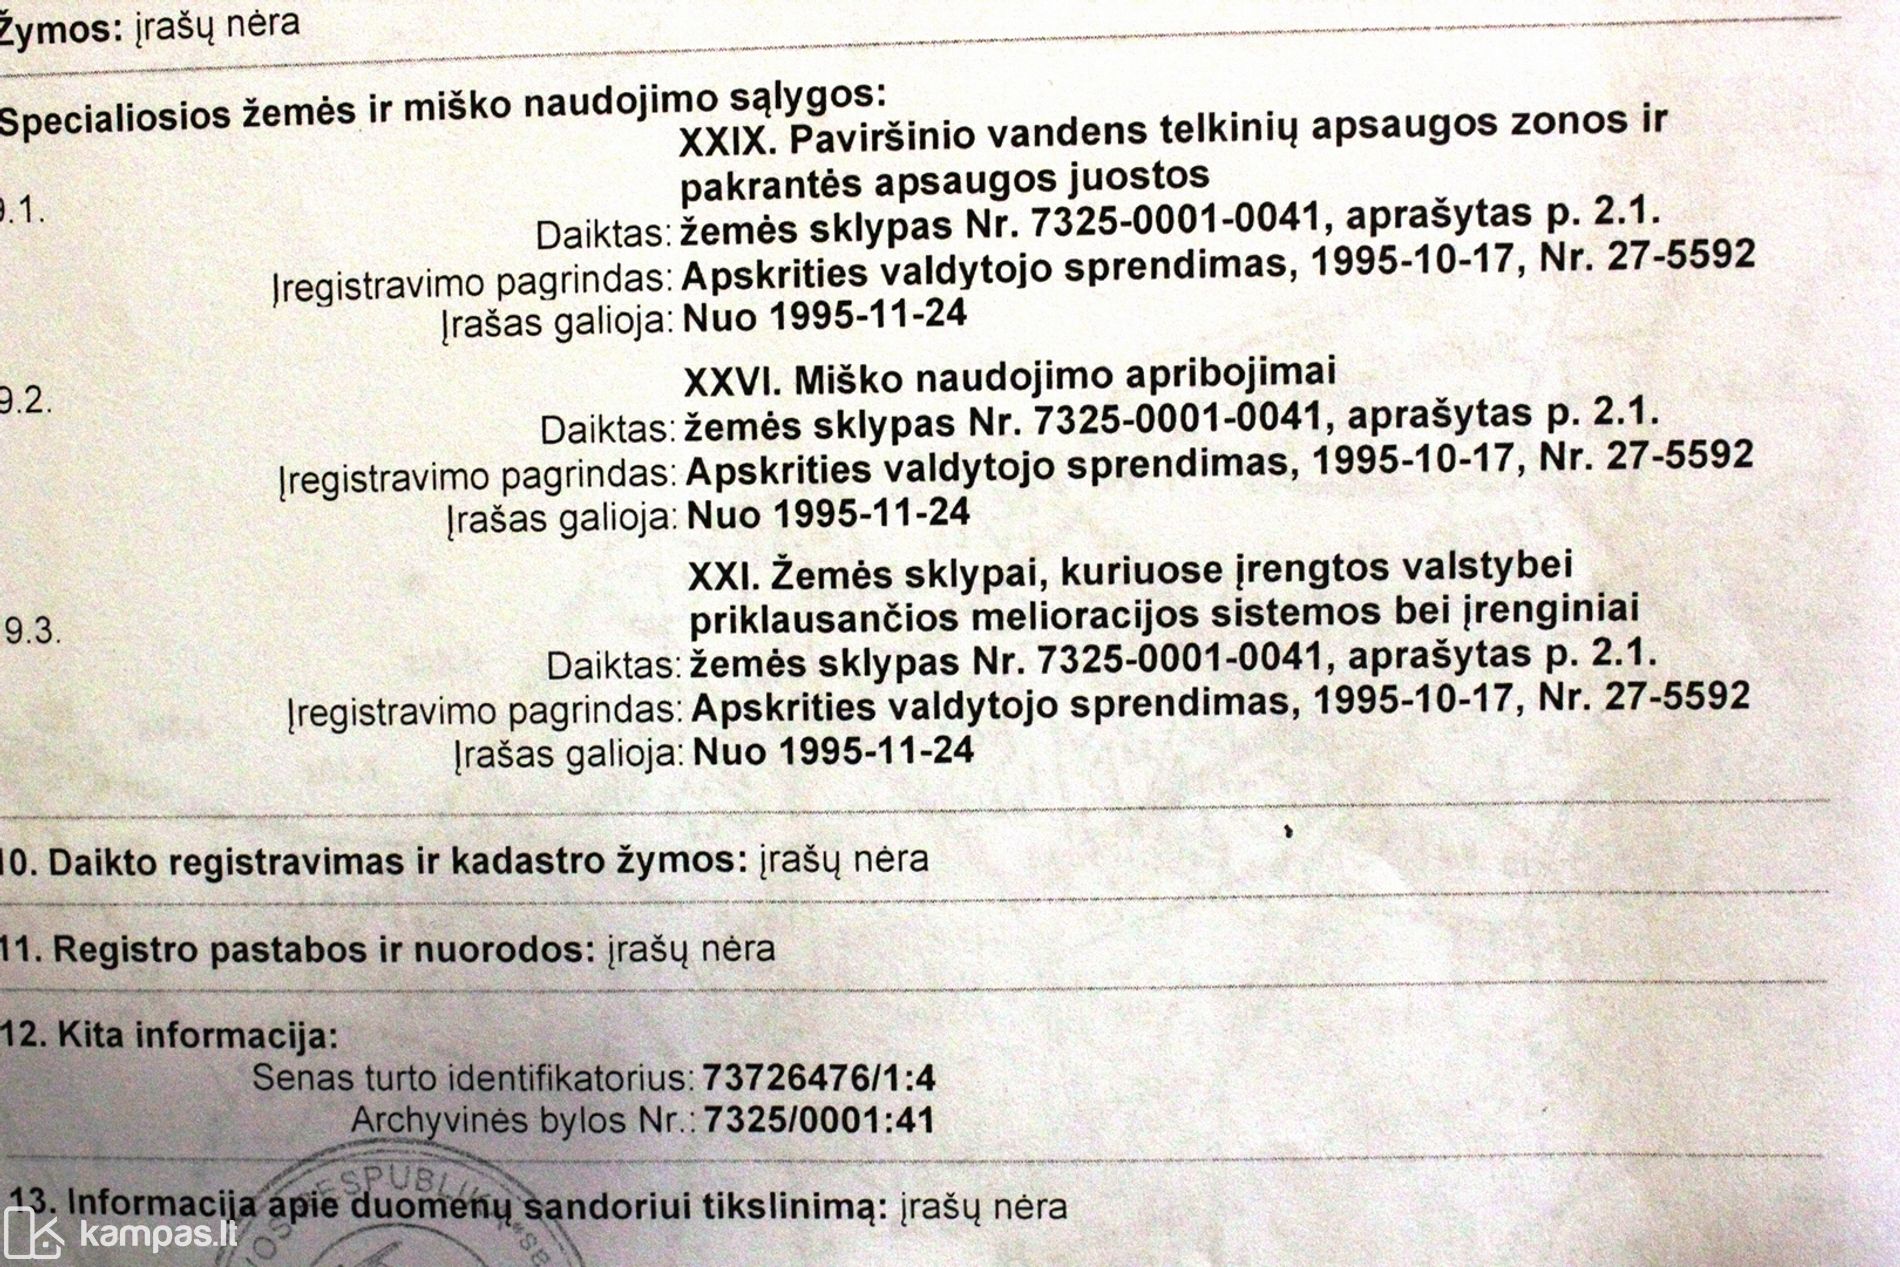 Žymos: įrašų nėra
Specialiosios žemės ir miško naudojimo sąlygos:
XXIX. Paviršinio vandens telkinių apsaugos zonos ir
pakrantės apsaugos juostos
9.1.
Daiktas: žemės sklypas Nr. 7325-0001-0041, aprašytas p. 2.1.
Įregistravimo pagrindas: Apskrities valdytojo sprendimas, 1995-10-17, Nr. 27-5592
Įrašas galioja: Nuo 1995-11-24
XXVI. Miško naudojimo apribojimai
9.2.
Daiktas: žemės sklypas Nr. 7325-0001-0041, aprašytas p. 2.1.
Įregistravimo pagrindas: Apskrities valdytojo sprendimas, 1995-10-17, Nr. 27-5592
Įrašas galioja: Nuo 1995-11-24
XXI. Žemės sklypai, kuriuose įrengtos valstybei
priklausančios melioracijos sistemos bei įrenginiai
9.3.
Daiktas: žemės sklypas Nr. 7325-0001-0041, aprašytas p. 2.1.
Įregistravimo pagrindas: Apskrities valdytojo sprendimas, 1995-10-17, Nr. 27-5592
Įrašas galioja: Nuo 1995-11-24
10. Daikto registravimas ir kadastro žymos: įrašų nėra
11. Registro pastabos ir nuorodos: įrašų nėra
12. Kita informacija:
Senas turto identifikatorius: 73726476/1:4
Archyvinės bylos Nr.: 7325/0001:41
13. Informacija apie duomenų sandoriui tikslinimą: įrašų nėra
kampas.lt